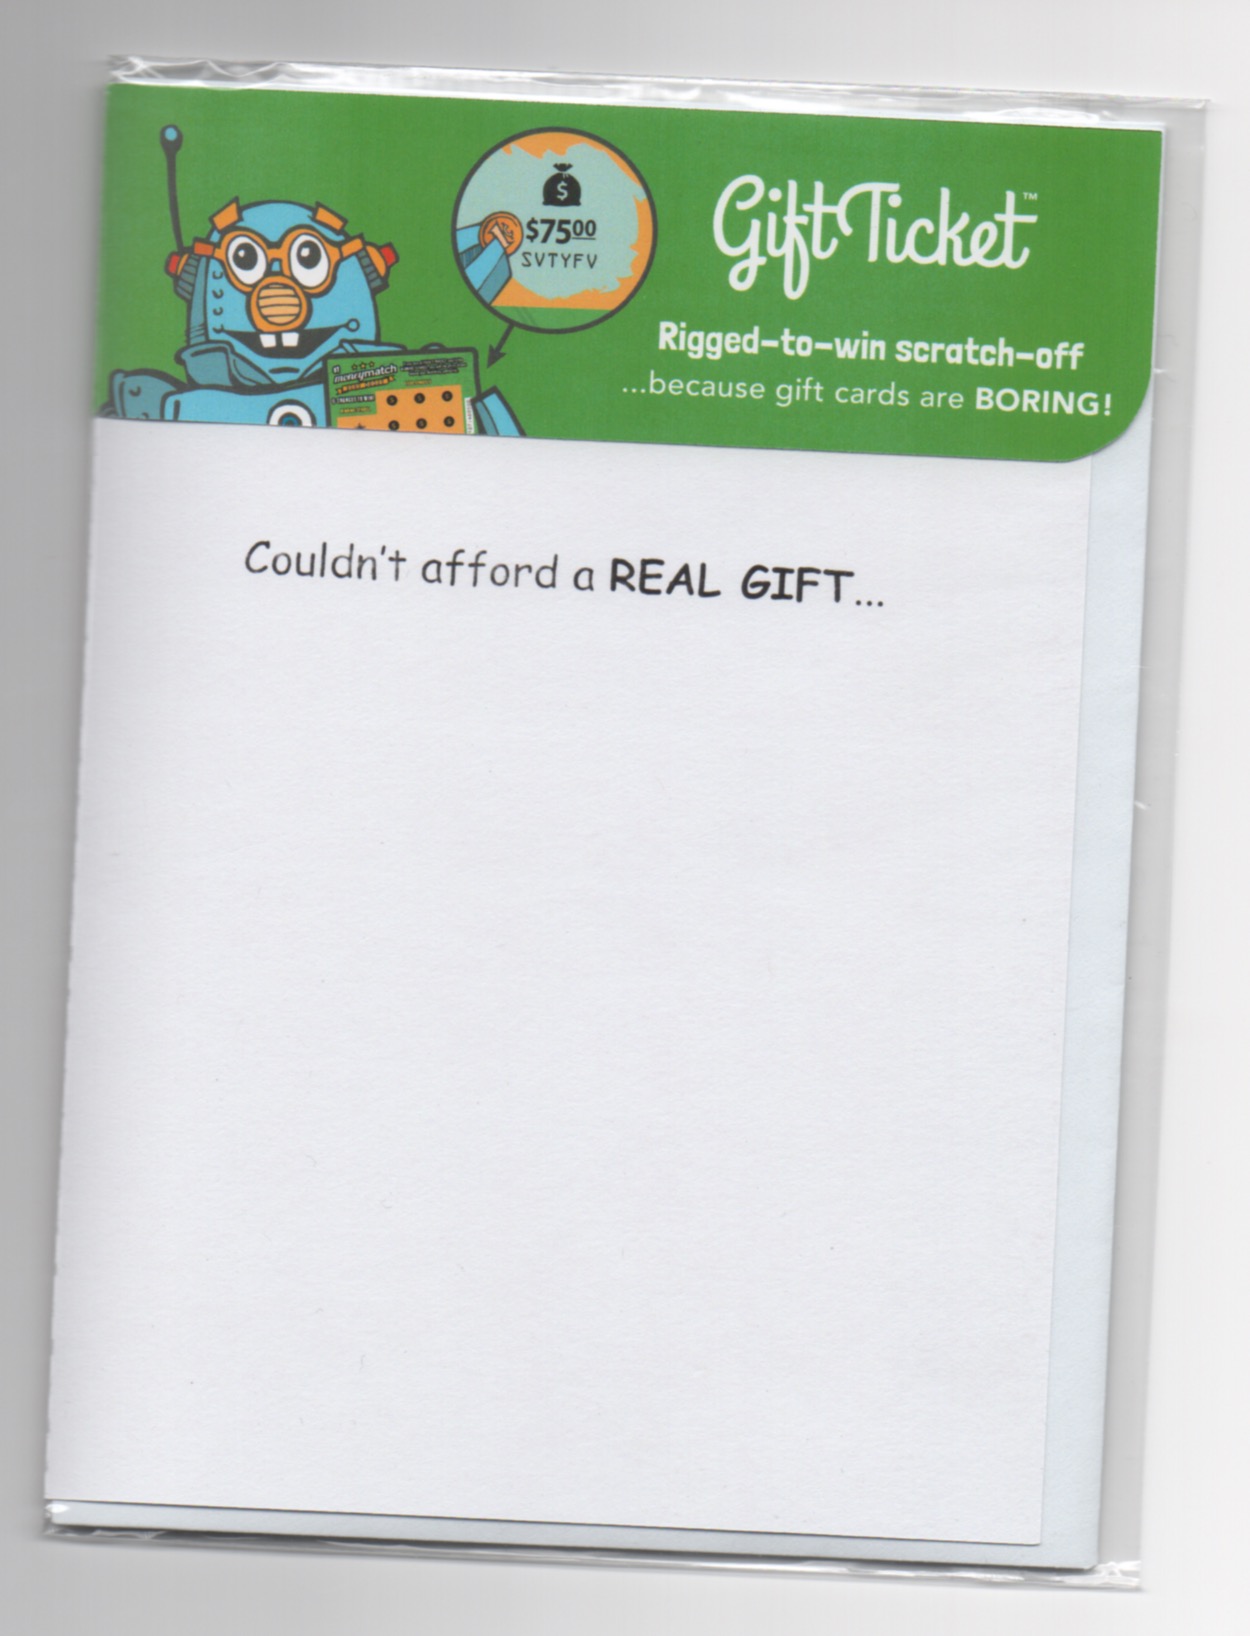 $75.00
SVTYFV
Gift Ticket™
Rigged-to-win scratch-off
...because gift cards are BORING!
moneymatch
Couldn't afford a REAL GIFT...